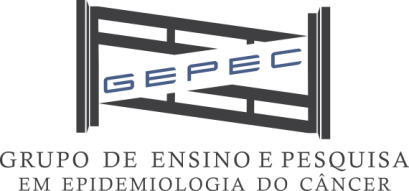 GEPEC
GRUPO DE ENSINO E PESQUISA
EM EPIDEMIOLOGIA DO CÂNCER